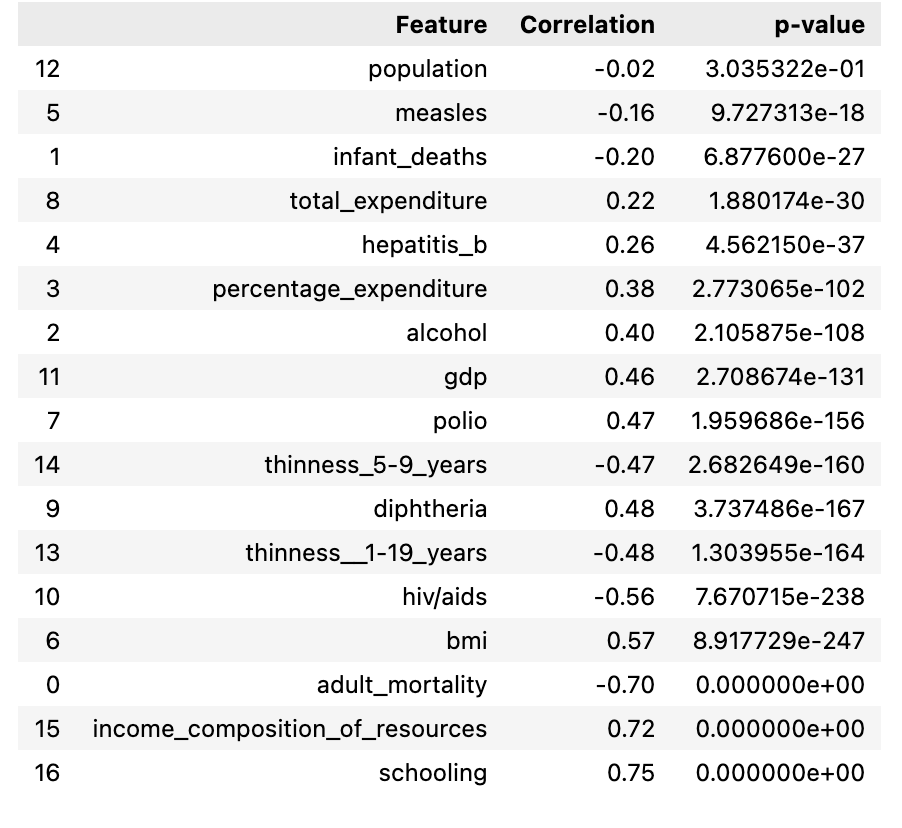 Feature Correlation p-value
12 population -0.02 3.035322e-01
5 measles -0.16 9.727313e-18
1 infant_deaths -0.20 6.877600e-27
8 total_expenditure 0.22 1.880174e-30
4 hepatitis_b 0.26 4.562150e-37
3 percentage_expenditure 0.38 2.773065e-102
2 alcohol 0.40 2.105875e-108
11 gdp 0.46 2.708674e-131
7 polio 0.47 1.959686e-156
14 thinness_5-9_years -0.47 2.682649e-160
9 diphtheria 0.48 3.737486e-167
13 thinness__1-19_years -0.48 1.303955e-164
10 hiv/aids -0.56 7.670715e-238
6 bmi 0.57 8.917729e-247
0 adult_mortality -0.70 0.000000e+00
15 income_composition_of_resources 0.72 0.000000e+00
16 schooling 0.75 0.000000e+00